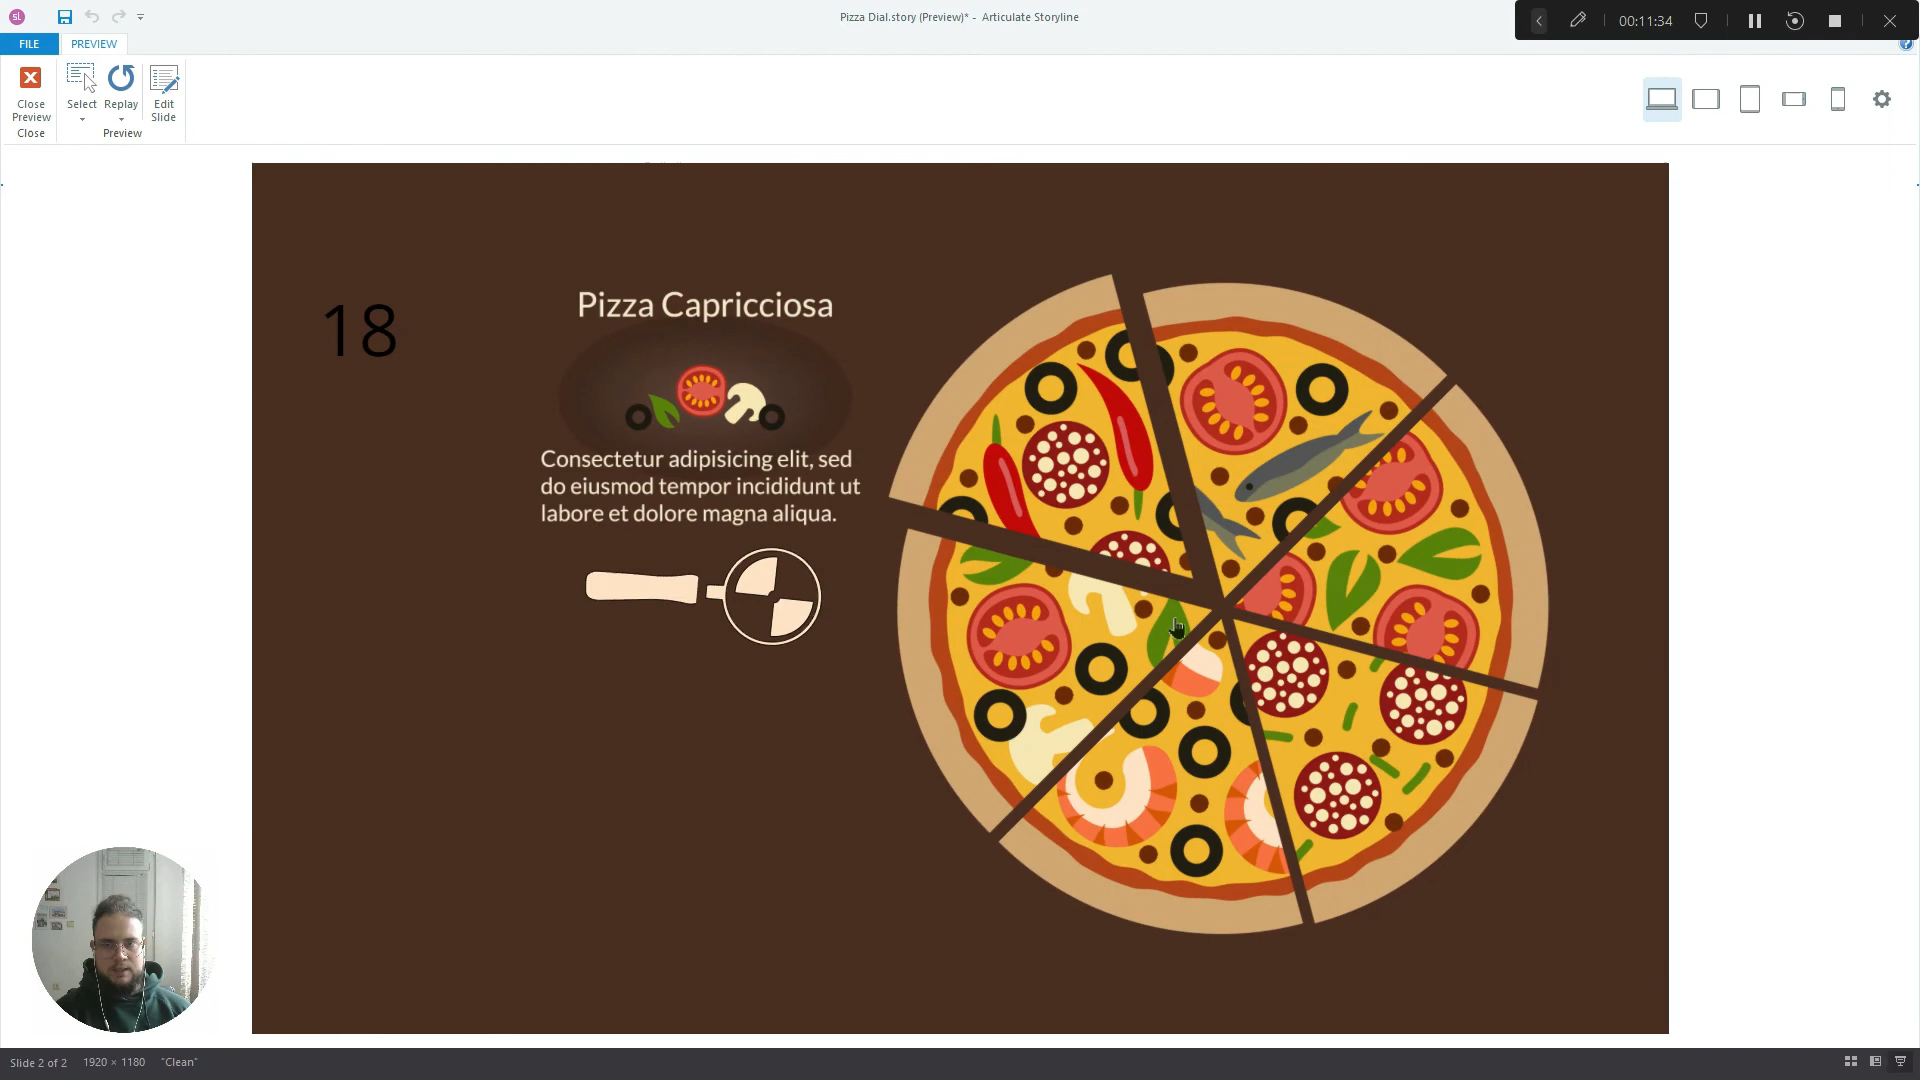 sl
Pizza Dial.story (Preview)* - Articulate Storyline
00:11:34
FILE
PREVIEW
?
Close Preview
Select
Replay
Edit Slide
Close
Preview
18
Pizza Capricciosa
Consectetur adipisicing elit, sed
do eiusmod tempor incididunt ut
labore et dolore magna aliqua.
Slide 2 of 2
1920 × 1180
"Clean"